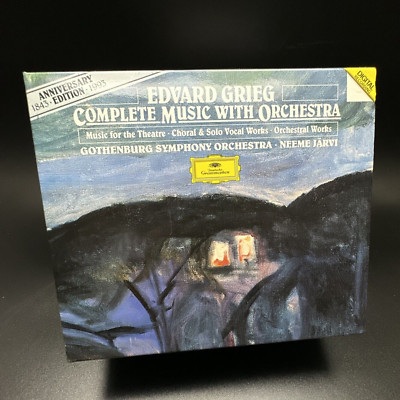 ANNIVERSARY
1843 · EDITION · 1993
DIGITAL
EDVARD GRIEG
COMPLETE MUSIC WITH ORCHESTRA
Music for the Theatre · Choral & Solo Vocal Works · Orchestral Works
GOTHENBURG SYMPHONY ORCHESTRA · NEEME JÄRVI
Deutsche
Grammophon